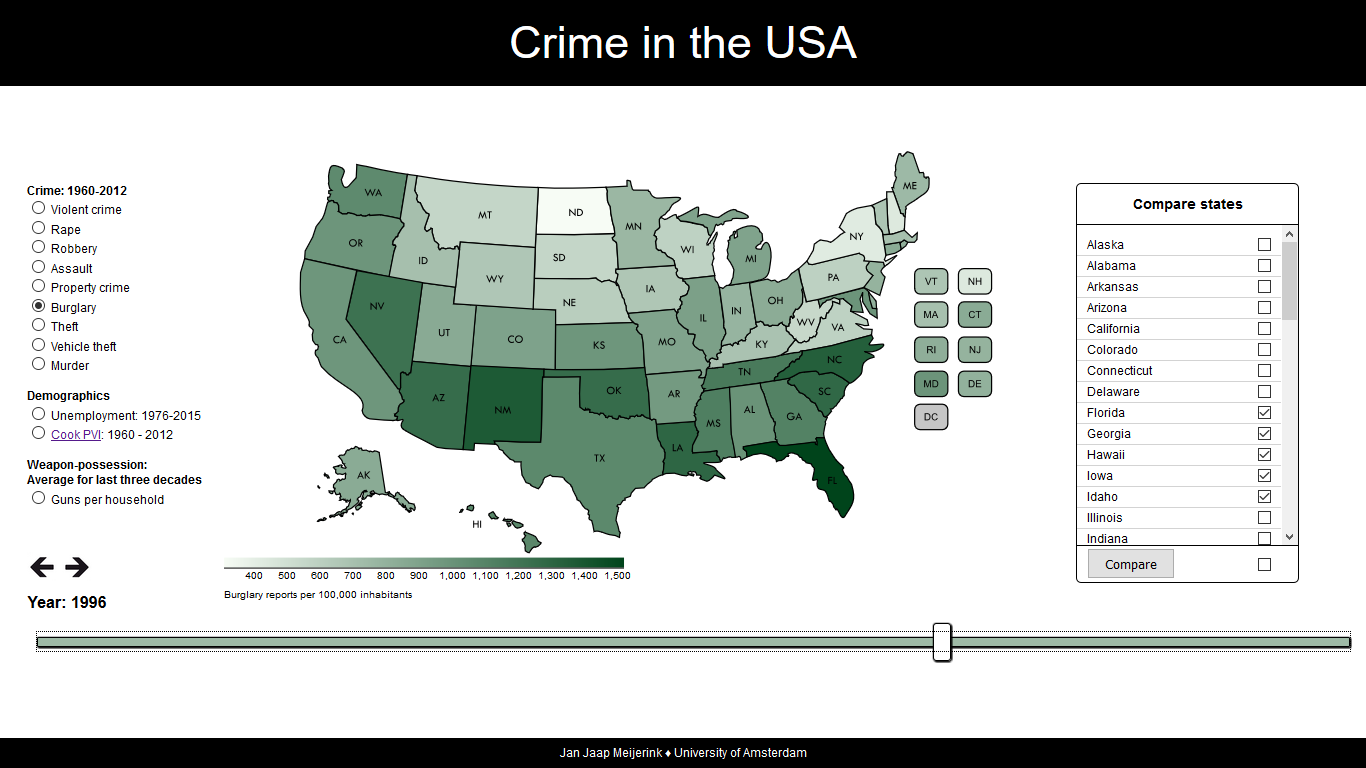 Crime in the USA
Crime: 1960-2012
Violent crime
Rape
Robbery
Assault
Property crime
Burglary
Theft
Vehicle theft
Murder
Demographics
Unemployment: 1976-2015
Cook PVI: 1960 - 2012
Weapon-possession:
Average for last three decades
Guns per household
Year: 1996
WA
MT
ND
MN
ME
OR
ID
SD
WI
MI
NY
WY
NE
IA
PA
NV
UT
CO
KS
MO
IL
IN
OH
WV
VA
KY
CA
AZ
NM
OK
AR
TN
NC
SC
TX
LA
MS
AL
GA
FL
AK
HI
VT NH
MA CT
RI NJ
MD DE
DC
400 500 600 700 800 900 1,000 1,100 1,200 1,300 1,400 1,500
Burglary reports per 100,000 inhabitants
Compare states
Alaska
Alabama
Arkansas
Arizona
California
Colorado
Connecticut
Delaware
Florida
Georgia
Hawaii
Iowa
Idaho
Illinois
Indiana
Compare
Jan Jaap Meijerink ♦ University of Amsterdam